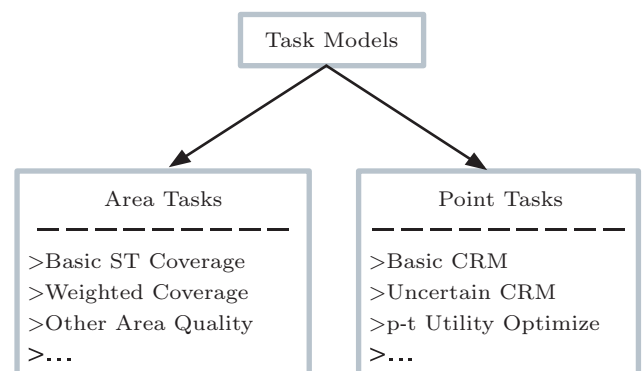 Task Models
Area Tasks
>Basic ST Coverage
>Weighted Coverage
>Other Area Quality
>...
Point Tasks
>Basic CRM
>Uncertain CRM
>p-t Utility Optimize
>...